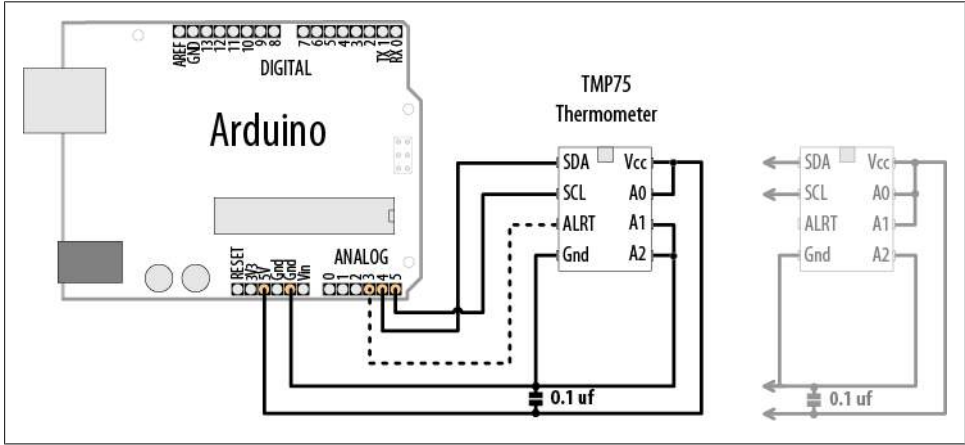 AREF
GND
13
12
11
10
9
8
7
6
5
4
3
2
TX 1
RX 0
DIGITAL
Arduino
ANALOG
RESET
3V3
5V
Gnd
Gnd
Vin
0
1
2
3
4
5
TMP75
Thermometer
SDA Vcc
SCL A0
ALRT A1
Gnd A2
0.1 uf
SDA Vcc
SCL A0
ALRT A1
Gnd A2
0.1 uf